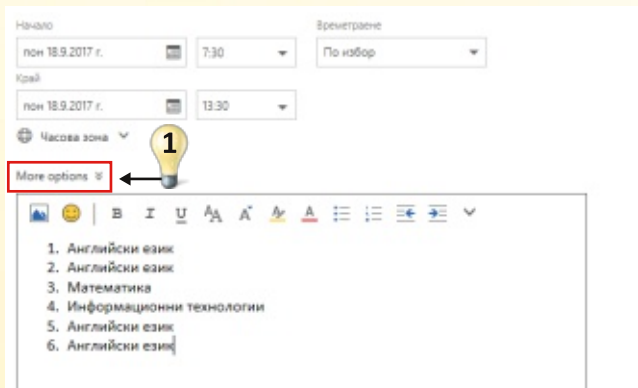 Начало Времетраене
пон 18.9.2017 г. 7:30 По избор
Край
пон 18.9.2017 г. 13:30
Часова зона
1
More options
B I U AA A A
1. Английски език
2. Английски език
3. Математика
4. Информационни технологии
5. Английски език
6. Английски език